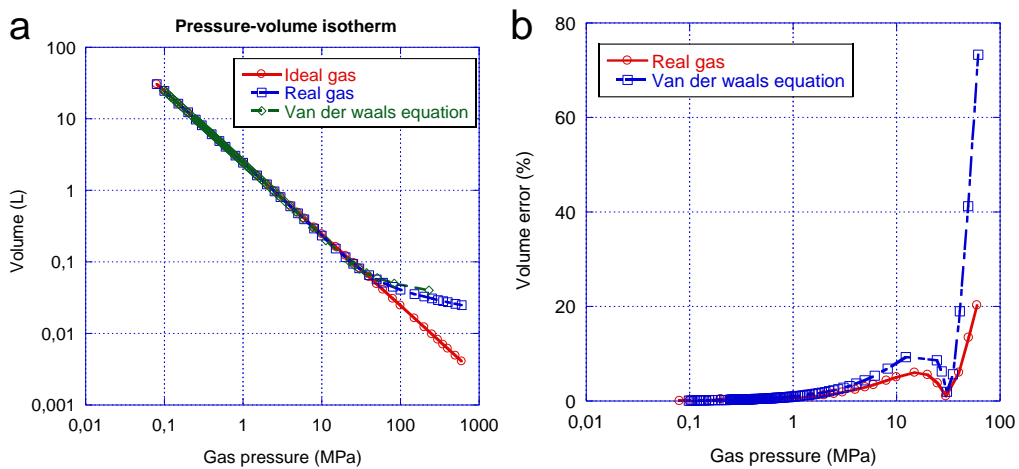 a
Pressure-volume isotherm
100
10
1
0,1
0,01
0,001
Volume (L)
Ideal gas
Real gas
Van der waals equation
0,01
0,1
1
10
100
1000
Gas pressure (MPa)
b
80
60
40
20
0
Volume error (%)
Real gas
Van der waals equation
0,01
0,1
1
10
100
Gas pressure (MPa)